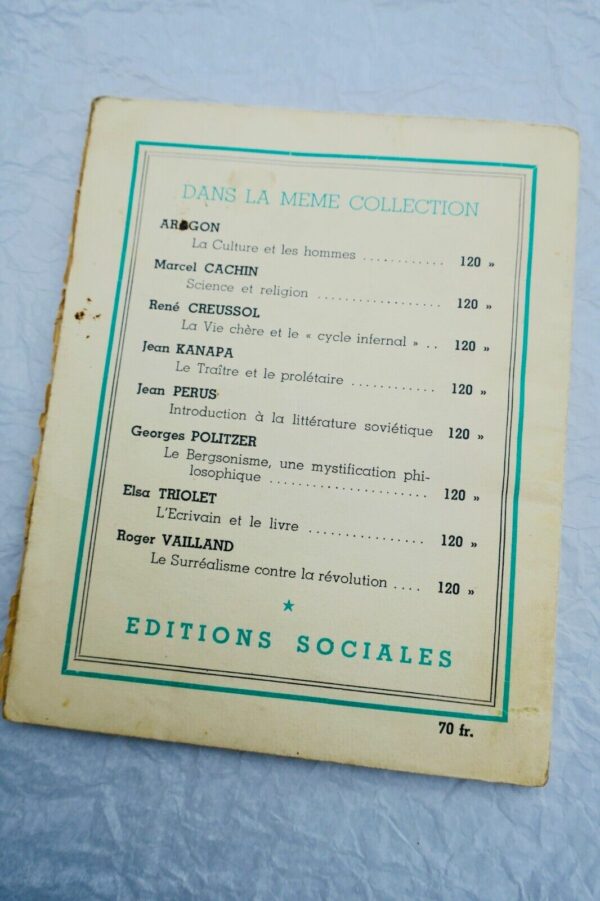 DANS LA MEME COLLECTION
ARAGON
La Culture et les hommes ............ 120 »
Marcel CACHIN
Science et religion .................. 120 »
René CREUSSOL
La Vie chère et le « cycle infernal » .. 120 »
Jean KANAPA
Le Traître et le prolétaire ............ 120 »
Jean PERUS
Introduction à la littérature soviétique 120 »
Georges POLITZER
Le Bergsonisme, une mystification phi-
losophique ...................... 120 »
Elsa TRIOLET
L'Ecrivain et le livre ................ 120 »
Roger VAILLAND
Le Surréalisme contre la révolution .... 120 »
★
EDITIONS SOCIALES
70 fr.